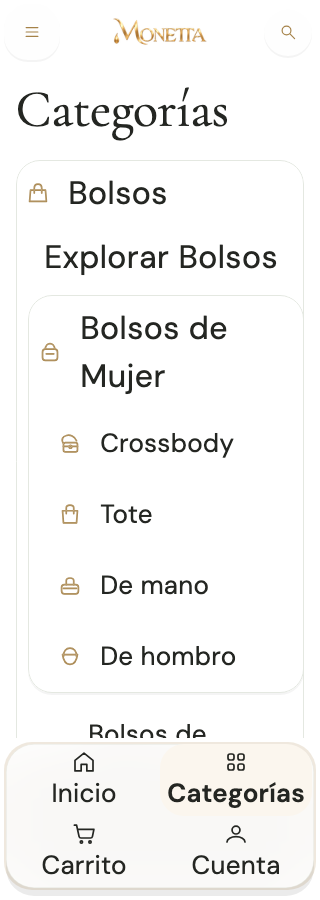 MONETTA
Categorías
Bolsos
Explorar Bolsos
Bolsos de
Mujer
Crossbody
Tote
De mano
De hombro
Bolsos de
Inicio
Categorías
Carrito
Cuenta